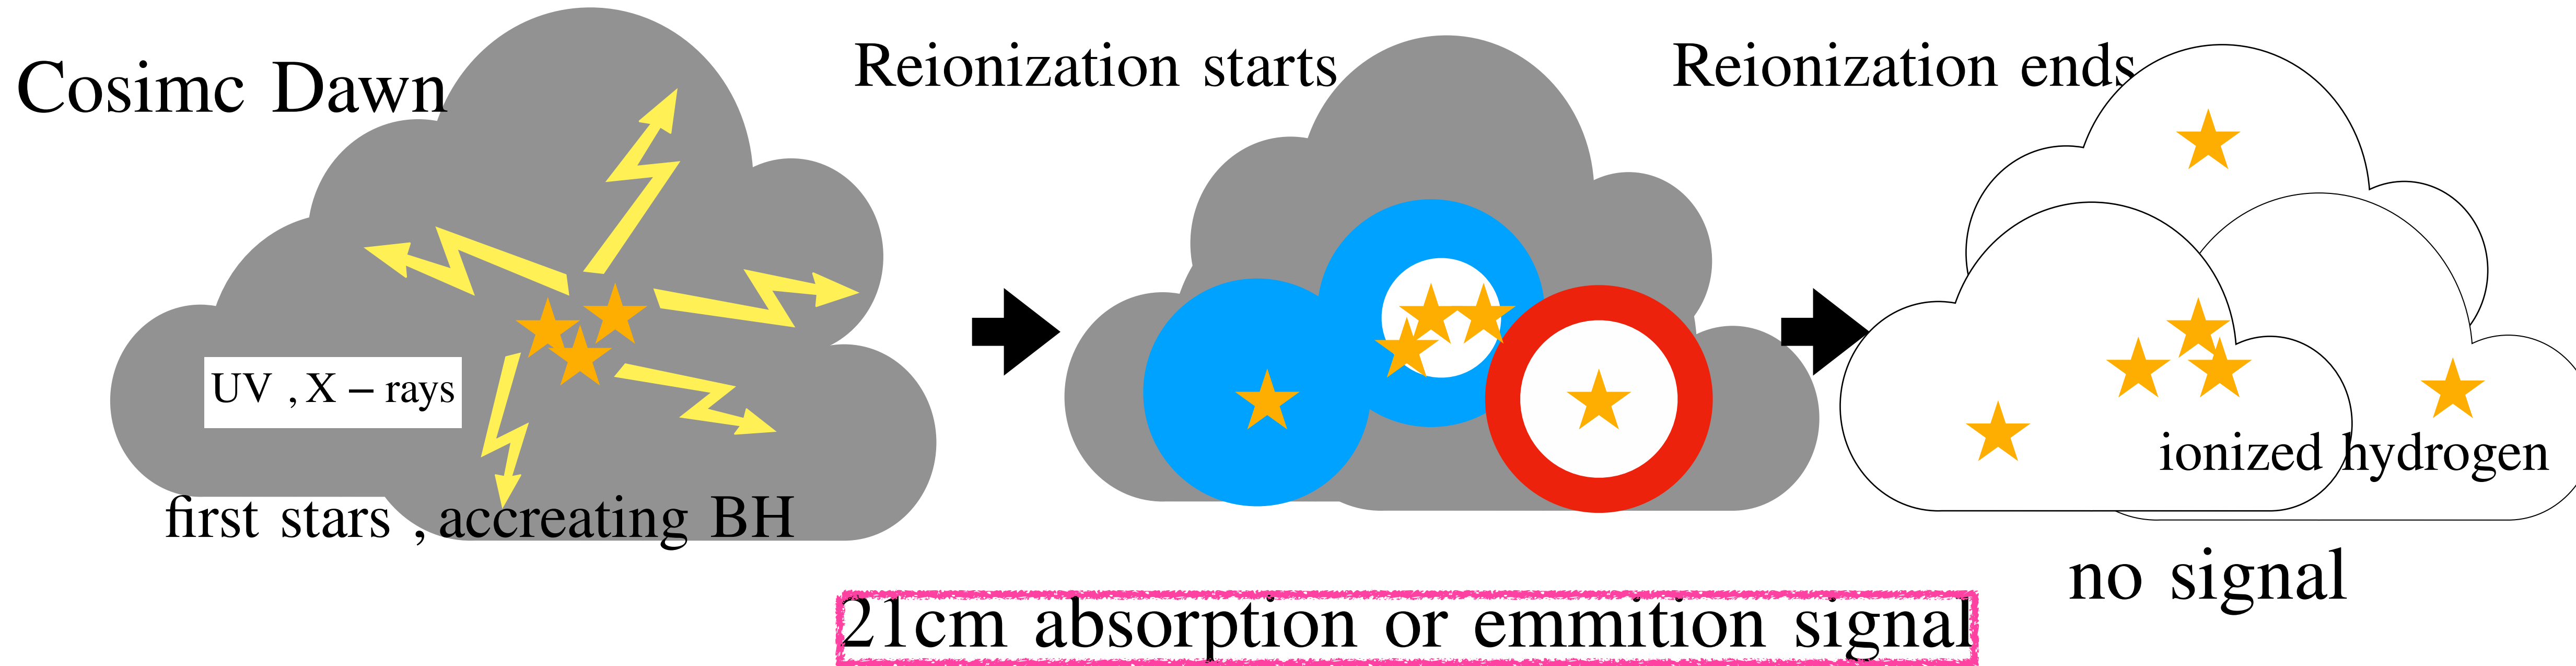 Cosimc Dawn
UV , X – rays
first stars , accreating BH
Reionization starts
Reionization ends
ionized hydrogen
no signal
21cm absorption or emmition signal